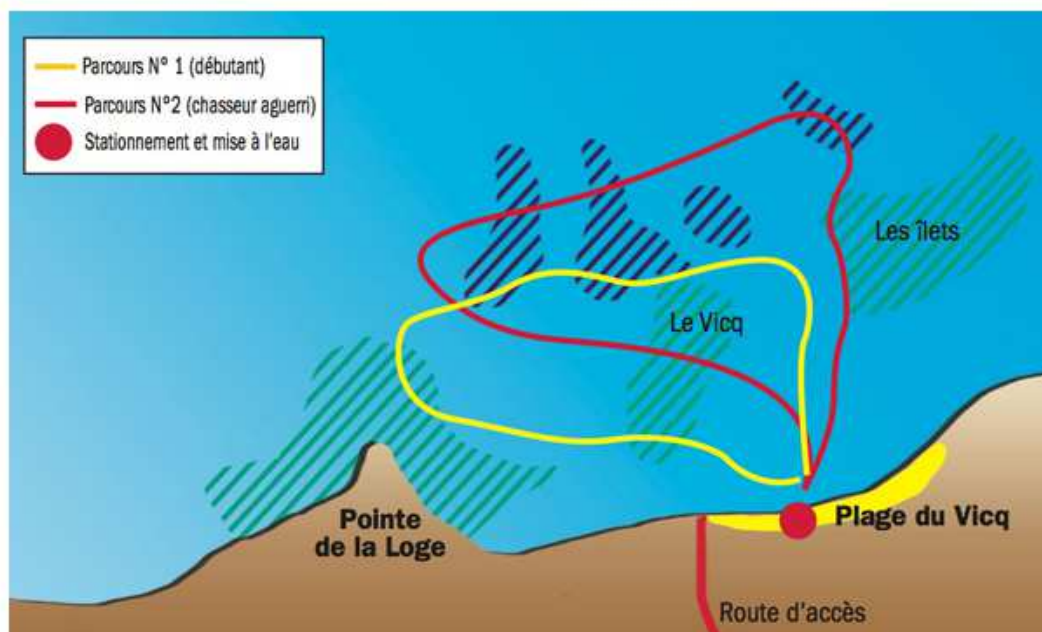 Parcours N° 1 (débutant)
Parcours N°2 (chasseur aguerri)
Stationnement et mise à l'eau
Les îlets
Le Vicq
Pointe
de la Loge
Plage du Vicq
Route d'accès